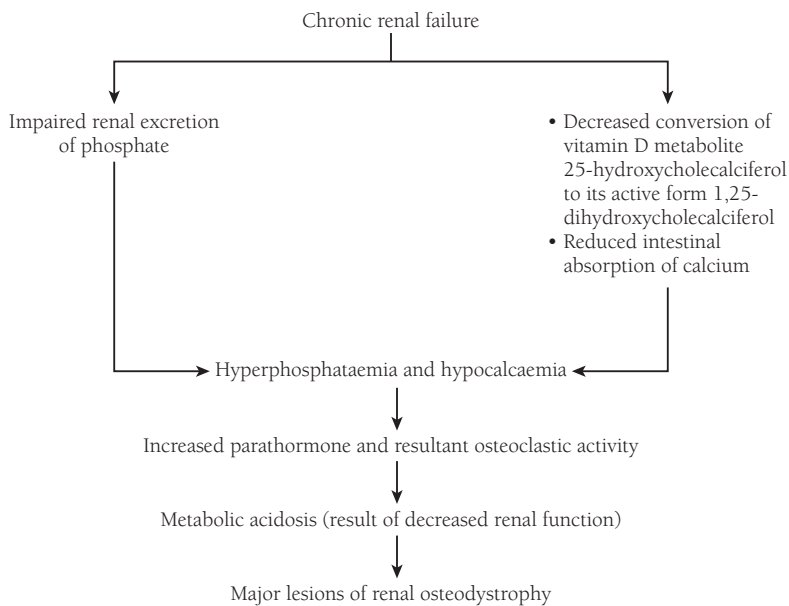 Chronic renal failure
Impaired renal excretion
of phosphate
• Decreased conversion of
vitamin D metabolite
25-hydroxycholecalciferol
to its active form 1,25-
dihydroxycholecalciferol
• Reduced intestinal
absorption of calcium
Hyperphosphataemia and hypocalcaemia
Increased parathormone and resultant osteoclastic activity
Metabolic acidosis (result of decreased renal function)
Major lesions of renal osteodystrophy